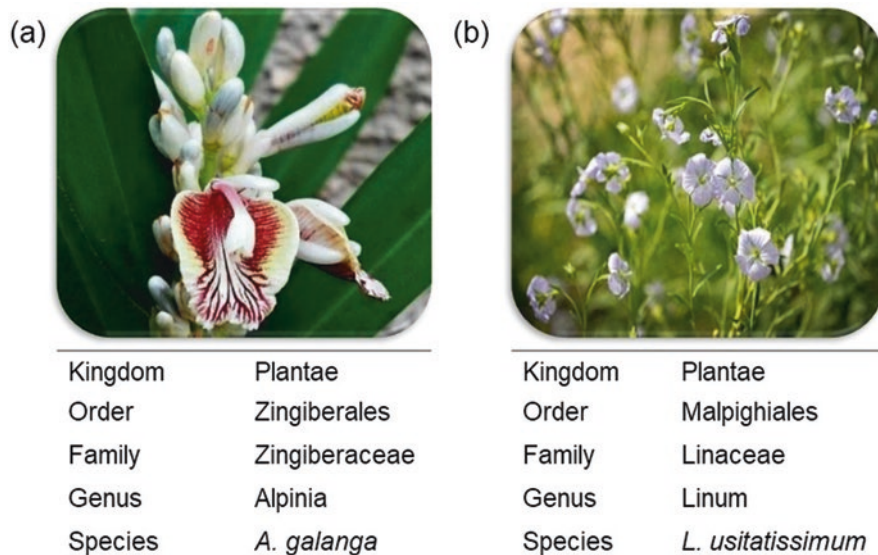 (a) (b)
Kingdom Plantae Kingdom Plantae
Order Zingiberales Order Malpighiales
Family Zingiberaceae Family Linaceae
Genus Alpinia Genus Linum
Species A. galanga Species L. usitatissimum